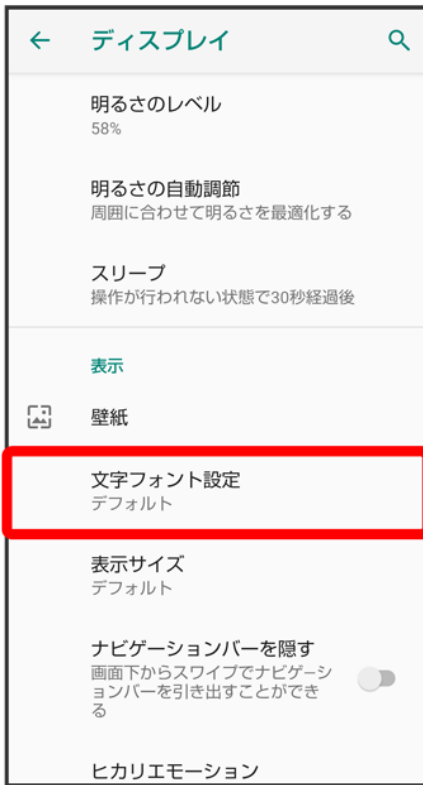 ディスプレイ
明るさのレベル
58%
明るさの自動調節
周囲に合わせて明るさを最適化する
スリープ
操作が行われない状態で30秒経過後
表示
壁紙
文字フォント設定
デフォルト
表示サイズ
デフォルト
ナビゲーションバーを隠す
画面下からスワイプでナビゲーシ
ョンバーを引き出すことができ
る
ヒカリエモーション